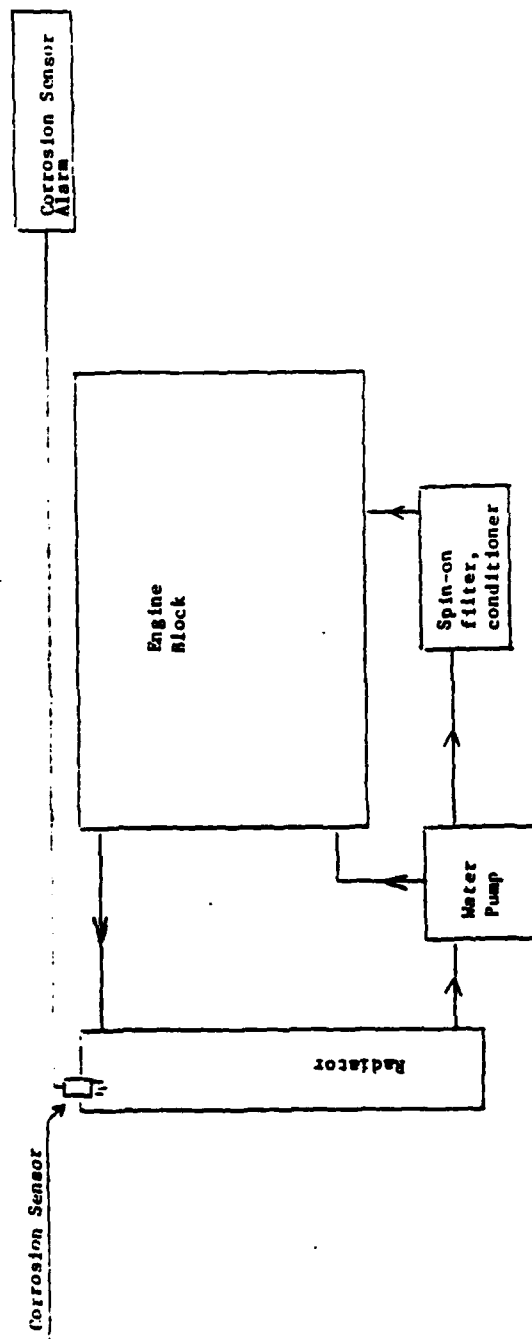 Corrosion Sensor
Alarm
Engine
Block
Spin-on
filter,
conditioner
Water
Pump
Radiator
Corrosion Sensor